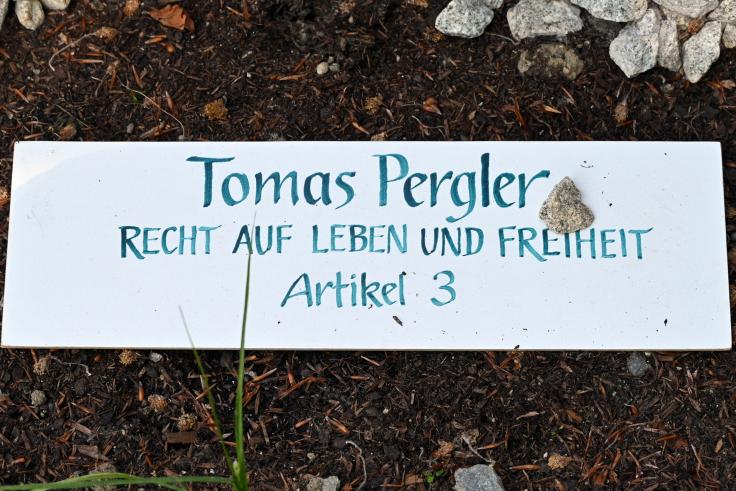 Tomas Pergler
RECHT AUF LEBEN UND FREIHEIT
Artikel 3